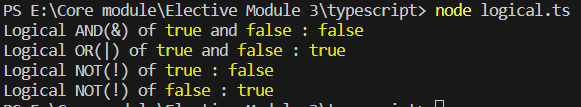 PS E:\Core module\Elective Module 3\typescript> node logical.ts
Logical AND(&) of true and false : false
Logical OR(|) of true and false : true
Logical NOT(!) of true : false
Logical NOT(!) of false : true
PS E:\Core module\Elective Module 3\typescript>